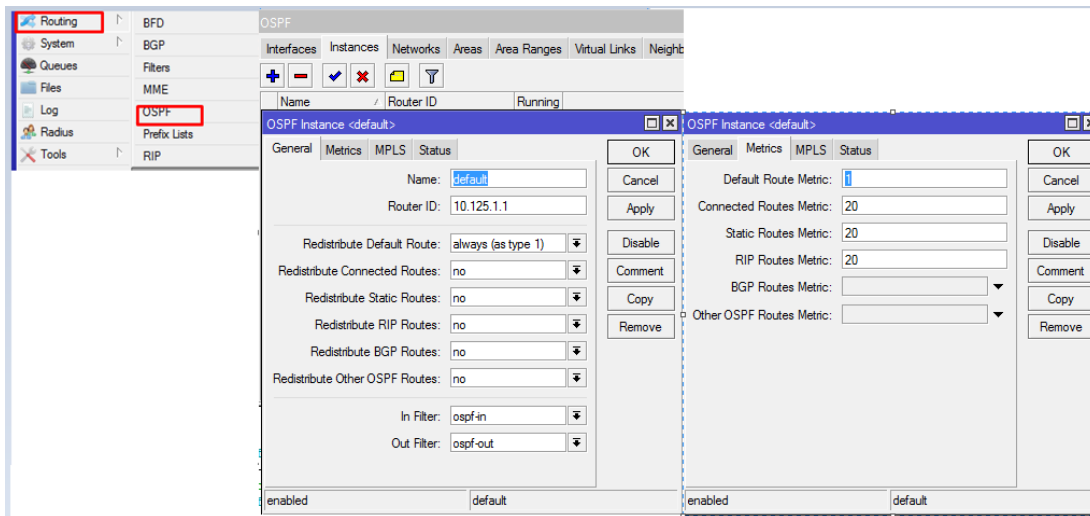 Routing
System
Queues
Files
Log
Radius
Tools
BFD
BGP
Filters
MME
OSPF
Prefix Lists
RIP
OSPF
Interfaces Instances Networks Areas Area Ranges Virtual Links Neighb
Name / Router ID Running
OSPF Instance <default>
General Metrics MPLS Status
Name: default
Router ID: 10.125.1.1
Redistribute Default Route: always (as type 1)
Redistribute Connected Routes: no
Redistribute Static Routes: no
Redistribute RIP Routes: no
Redistribute BGP Routes: no
Redistribute Other OSPF Routes: no
In Filter: ospf-in
Out Filter: ospf-out
OK
Cancel
Apply
Disable
Comment
Copy
Remove
enabled default
OSPF Instance <default>
General Metrics MPLS Status
Default Route Metric: 1
Connected Routes Metric: 20
Static Routes Metric: 20
RIP Routes Metric: 20
BGP Routes Metric:
Other OSPF Routes Metric:
OK
Cancel
Apply
Disable
Comment
Copy
Remove
enabled default